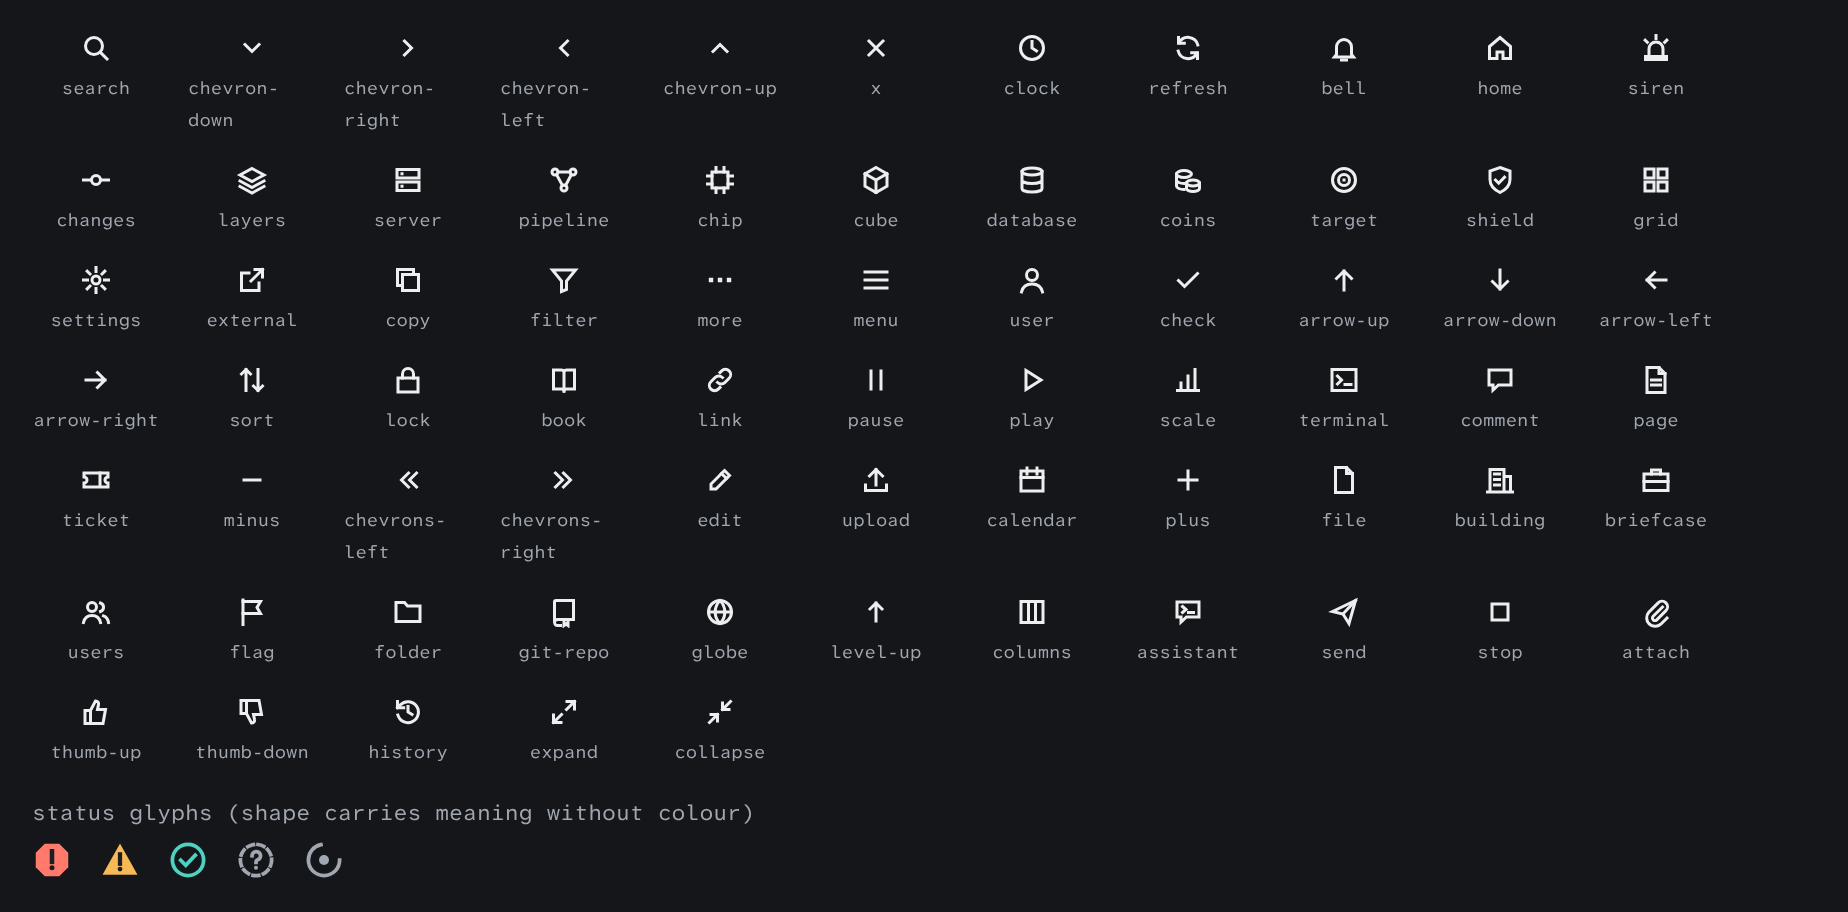 search chevron-down chevron-right chevron-left chevron-up x clock refresh bell home siren
changes layers server pipeline chip cube database coins target shield grid
settings external copy filter more menu user check arrow-up arrow-down arrow-left
arrow-right sort lock book link pause play scale terminal comment page
ticket minus chevrons-left chevrons-right edit upload calendar plus file building briefcase
users flag folder git-repo globe level-up columns assistant send stop attach
thumb-up thumb-down history expand collapse
status glyphs (shape carries meaning without colour)